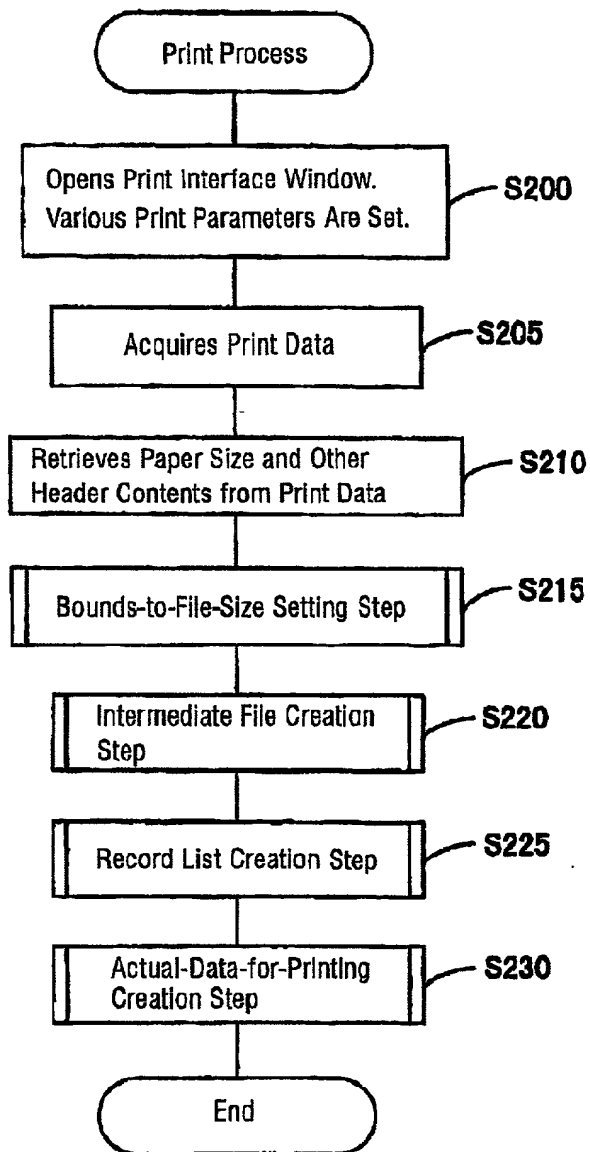 Print Process
Opens Print Interface Window.
Various Print Parameters Are Set.
S200
Acquires Print Data
S205
Retrieves Paper Size and Other
Header Contents from Print Data
S210
Bounds-to-File-Size Setting Step
S215
Intermediate File Creation
Step
S220
Record List Creation Step
S225
Actual-Data-for-Printing
Creation Step
S230
End